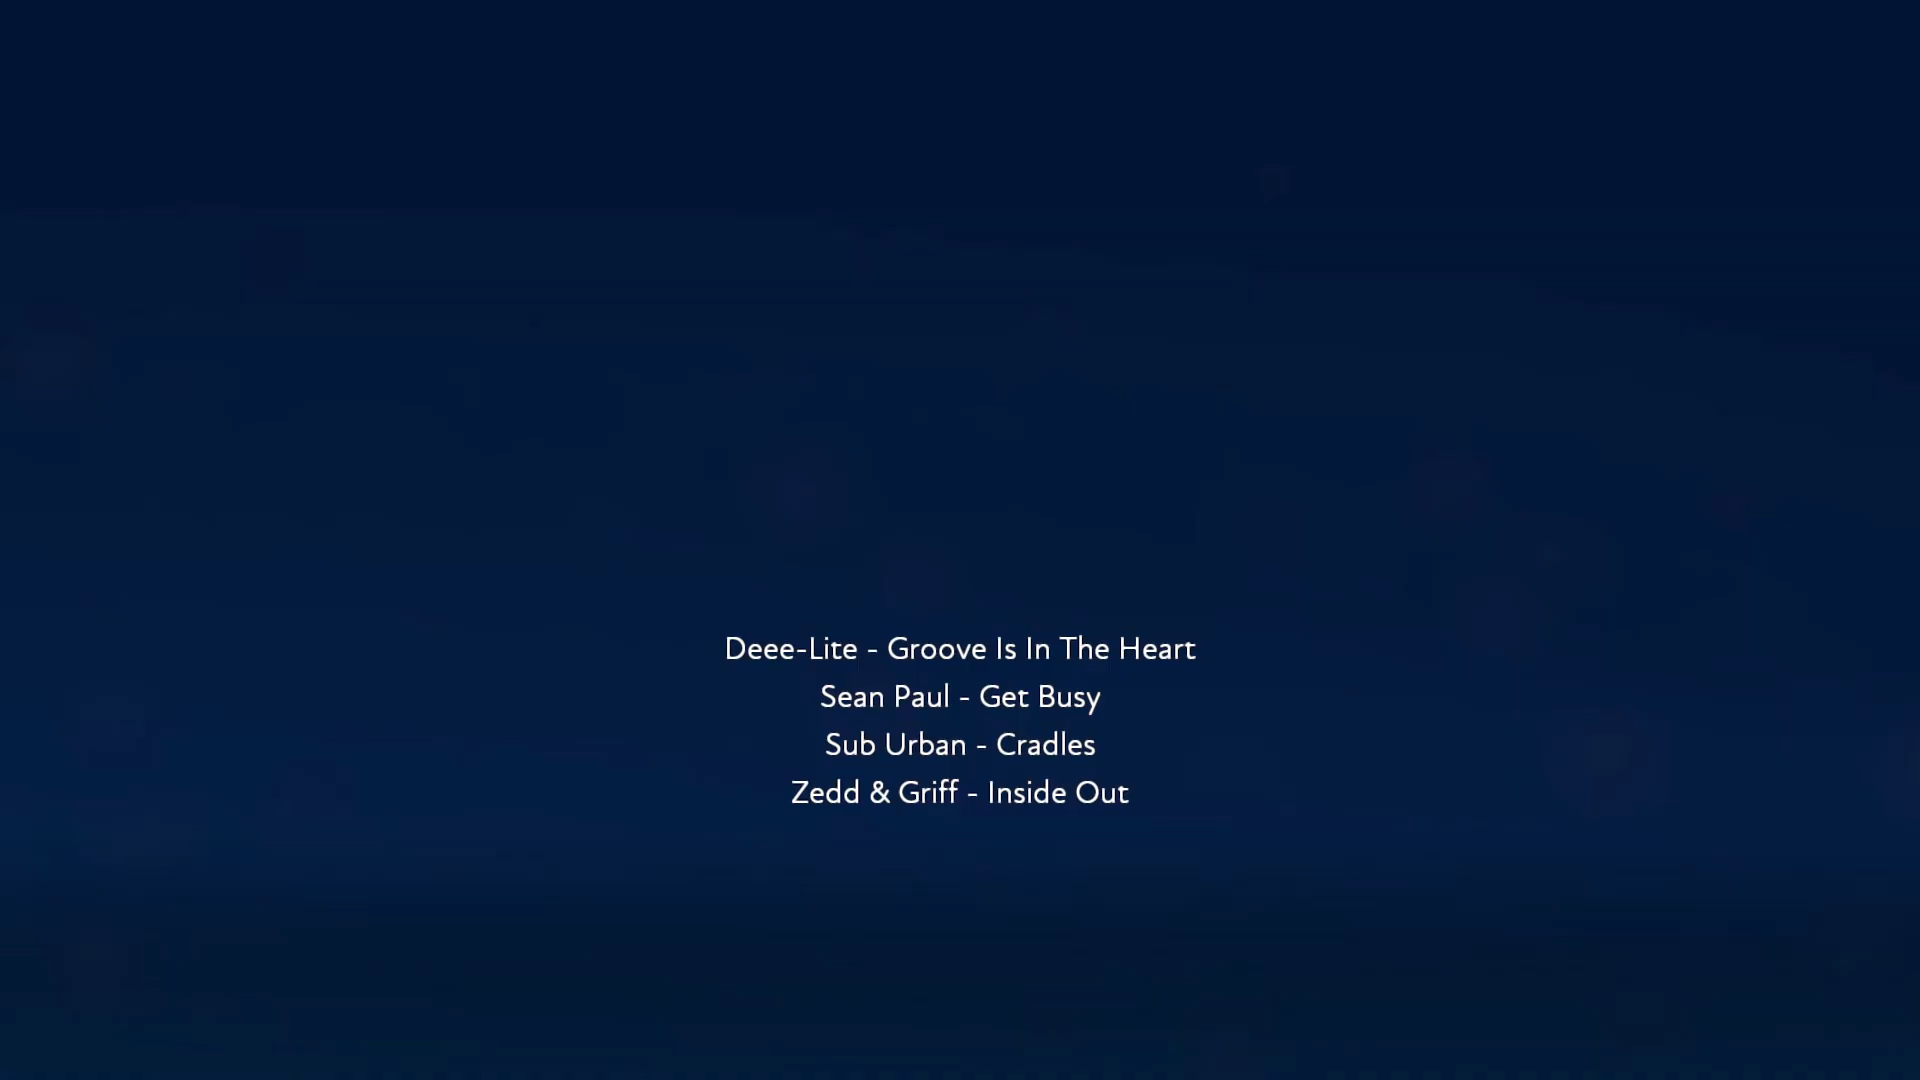 Deee-Lite - Groove Is In The Heart
Sean Paul - Get Busy
Sub Urban - Cradles
Zedd & Griff - Inside Out